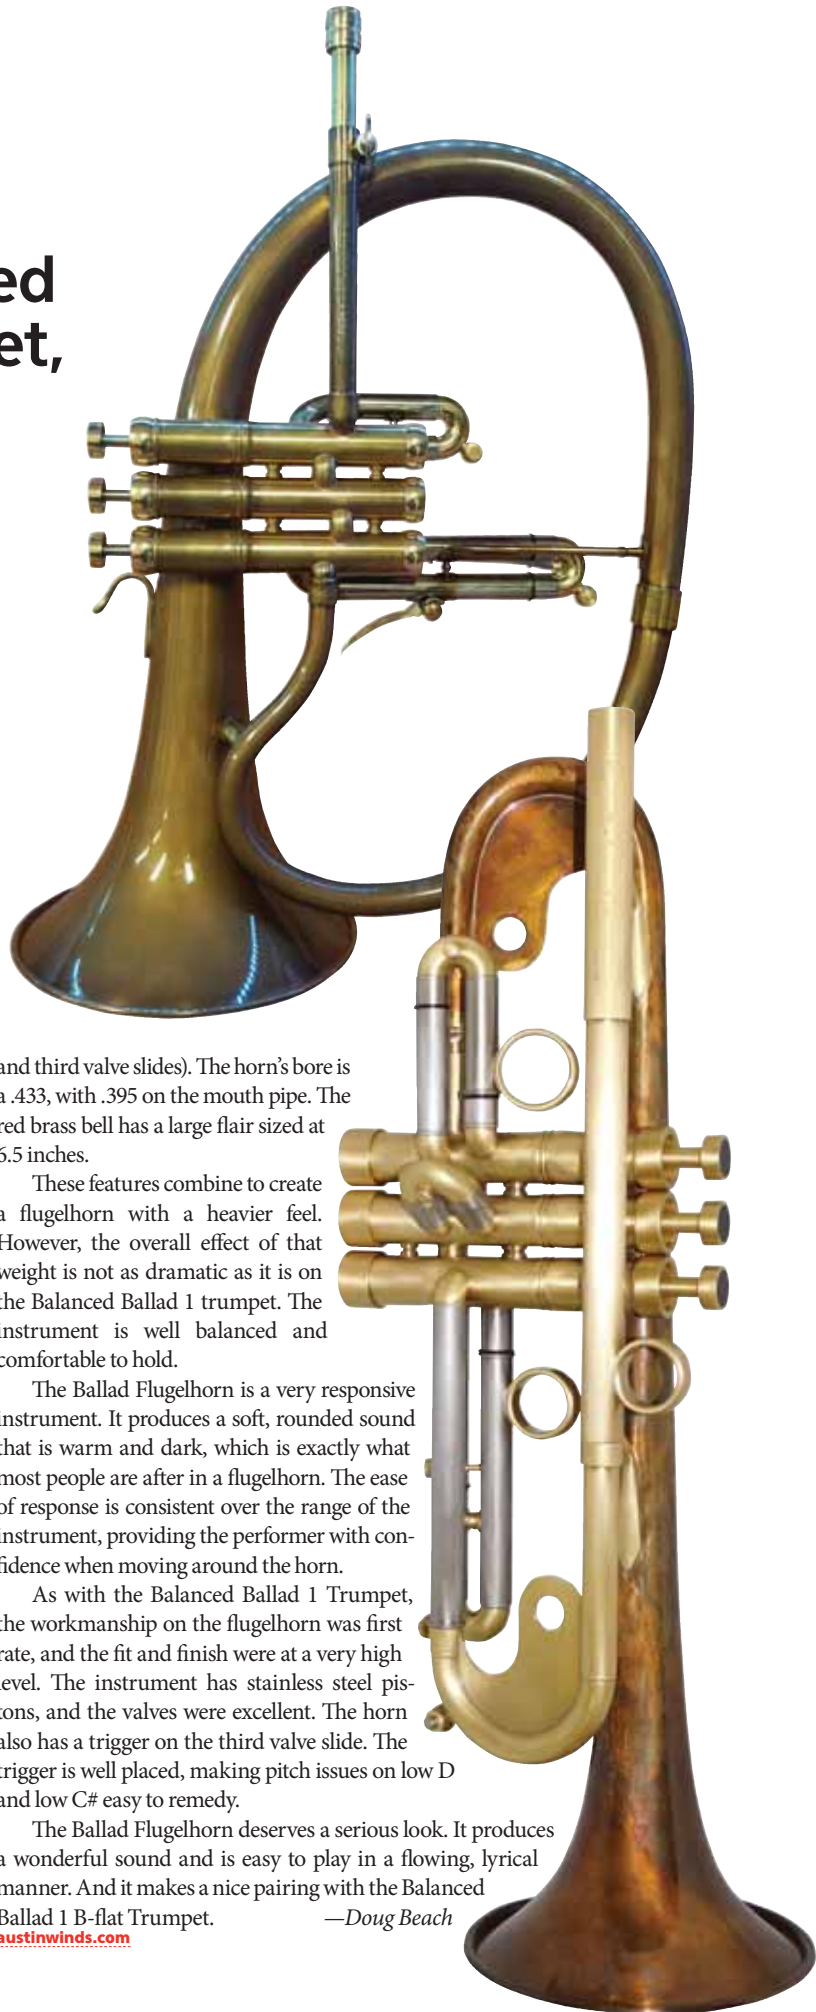 ed
et,
and third valve slides). The horn's bore is
a .433, with .395 on the mouth pipe. The
red brass bell has a large flair sized at
6.5 inches.
These features combine to create
a flugelhorn with a heavier feel.
However, the overall effect of that
weight is not as dramatic as it is on
the Balanced Ballad 1 trumpet. The
instrument is well balanced and
comfortable to hold.
The Ballad Flugelhorn is a very responsive
instrument. It produces a soft, rounded sound
that is warm and dark, which is exactly what
most people are after in a flugelhorn. The ease
of response is consistent over the range of the
instrument, providing the performer with con-
fidence when moving around the horn.
As with the Balanced Ballad 1 Trumpet,
the workmanship on the flugelhorn was first
rate, and the fit and finish were at a very high
level. The instrument has stainless steel pis-
tons, and the valves were excellent. The horn
also has a trigger on the third valve slide. The
trigger is well placed, making pitch issues on low D
and low C# easy to remedy.
The Ballad Flugelhorn deserves a serious look. It produces
a wonderful sound and is easy to play in a flowing, lyrical
manner. And it makes a nice pairing with the Balanced
Ballad 1 B-flat Trumpet. —Doug Beach
austinwinds.com